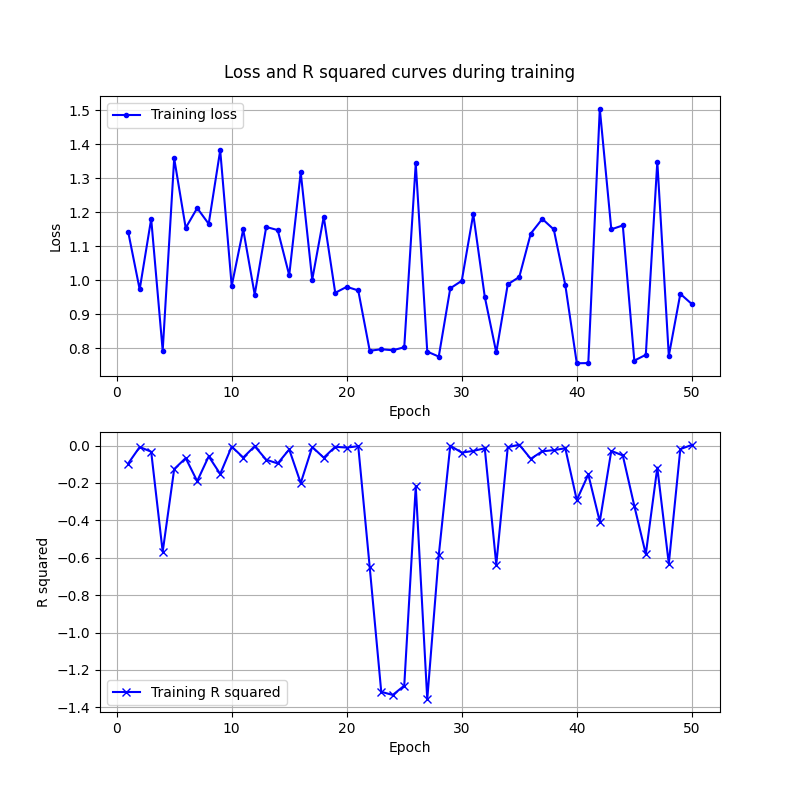 Loss and R squared curves during training
Training loss
Loss
1.5
1.4
1.3
1.2
1.1
1.0
0.9
0.8
0 10 20 30 40 50
Epoch
R squared
0.0
−0.2
−0.4
−0.6
−0.8
−1.0
−1.2
−1.4
Training R squared
0 10 20 30 40 50
Epoch